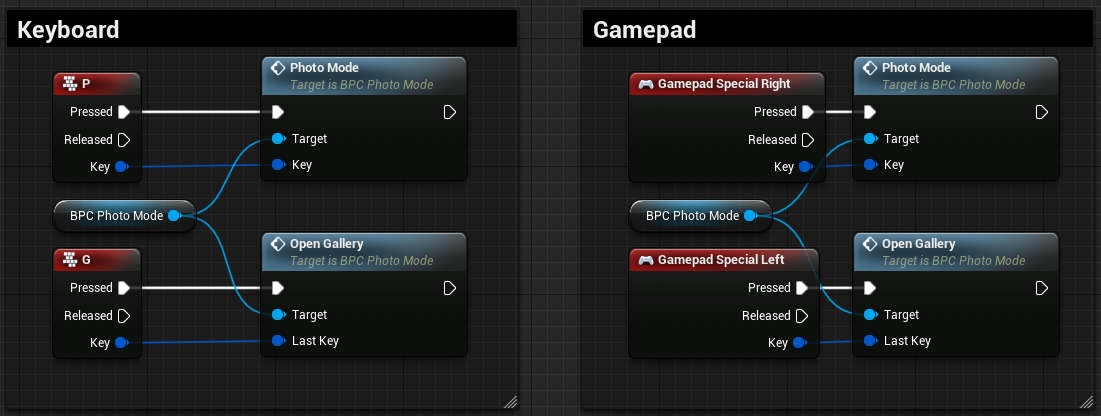 Keyboard
P
Pressed
Released
Key
Photo Mode
Target is BPC Photo Mode
Target
Key
BPC Photo Mode
G
Pressed
Released
Key
Open Gallery
Target is BPC Photo Mode
Target
Last Key
Gamepad
Gamepad Special Right
Pressed
Released
Key
Photo Mode
Target is BPC Photo Mode
Target
Key
BPC Photo Mode
Gamepad Special Left
Pressed
Released
Key
Open Gallery
Target is BPC Photo Mode
Target
Last Key